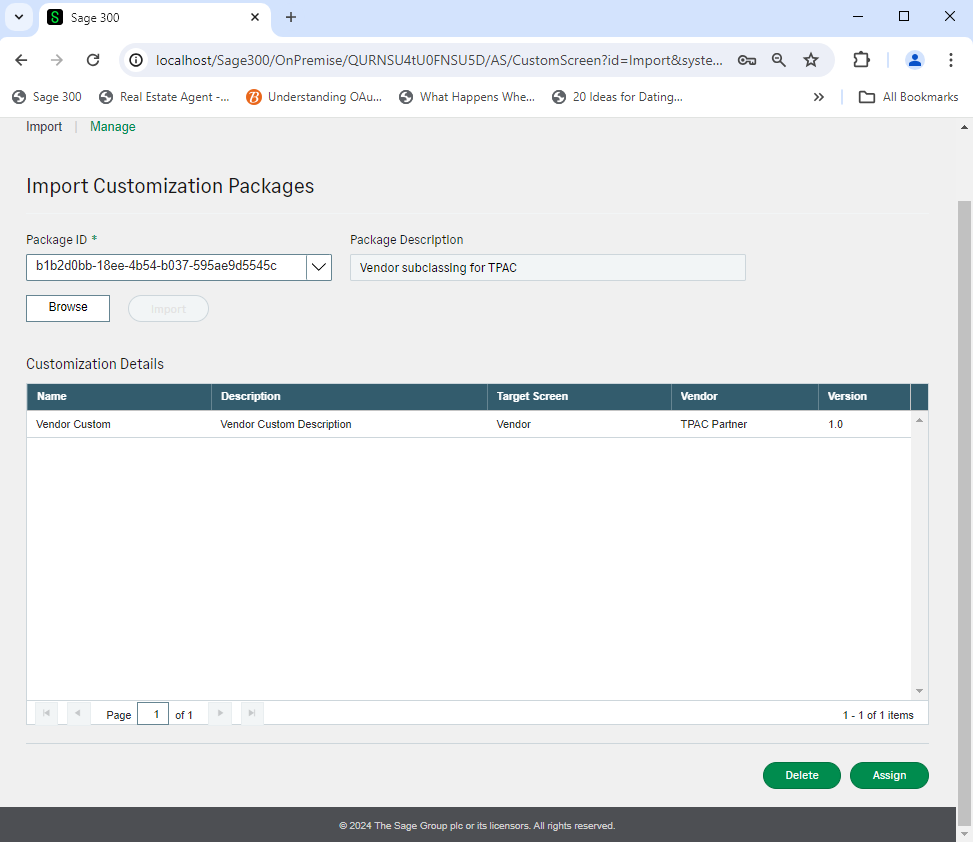 Sage 300
localhost/Sage300/OnPremise/QURNSU4tU0FNSU5D/AS/CustomScreen?id=Import&syste...
Sage 300 Real Estate Agent -... Understanding OAu... What Happens Whe... 20 Ideas for Dating... » All Bookmarks
Import | Manage
Import Customization Packages
Package ID * Package Description
b1b2d0bb-18ee-4b54-b037-595ae9d5545c Vendor subclassing for TPAC
Browse Import
Customization Details
Name Description Target Screen Vendor Version
Vendor Custom Vendor Custom Description Vendor TPAC Partner 1.0
Page 1 of 1 1 - 1 of 1 items
Delete Assign
© 2024 The Sage Group plc or its licensors. All rights reserved.